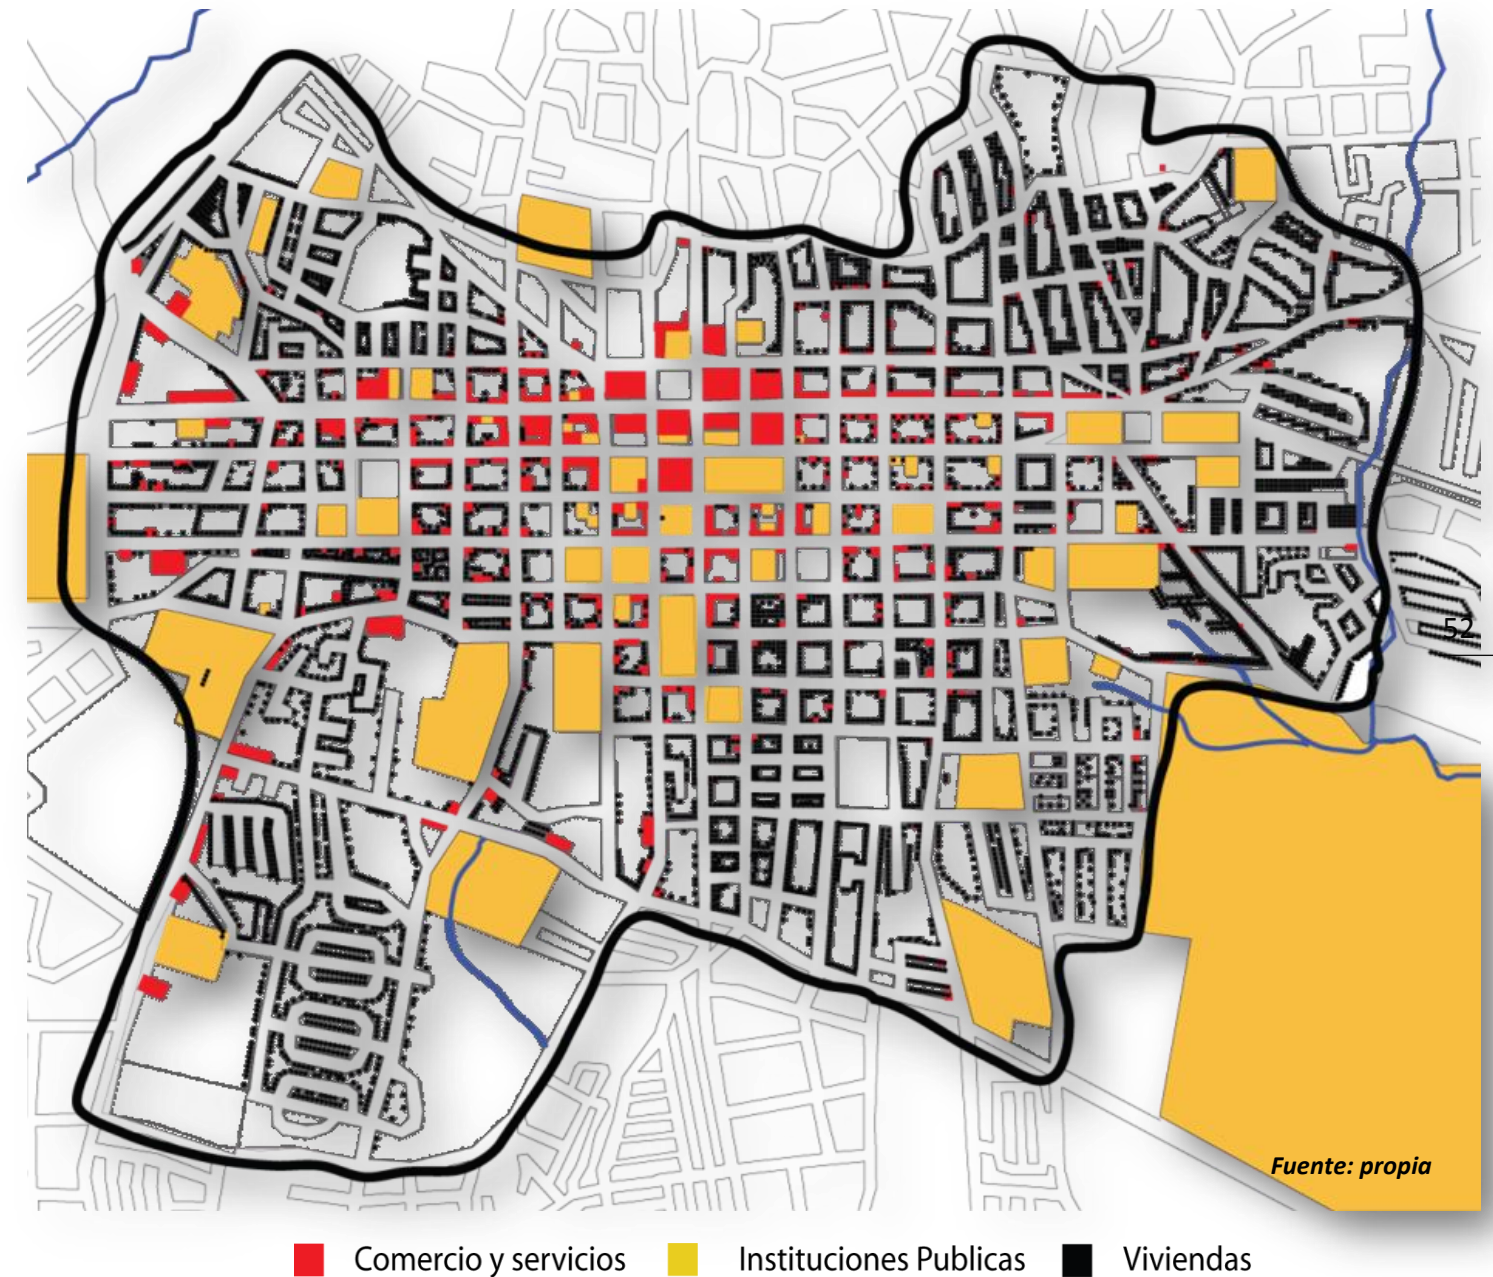 52
Fuente: propia
Comercio y servicios
Instituciones Publicas
Viviendas